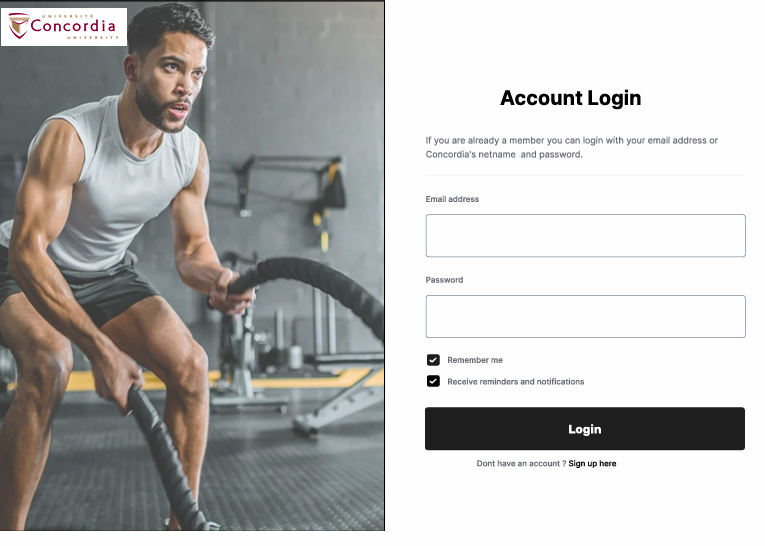 UNIVERSITÉ
Concordia
UNIVERSITY
Account Login
If you are already a member you can login with your email address or
Concordia's netname  and password.
Email address
Password
Remember me
Receive reminders and notifications
Login
Dont have an account ? Sign up here